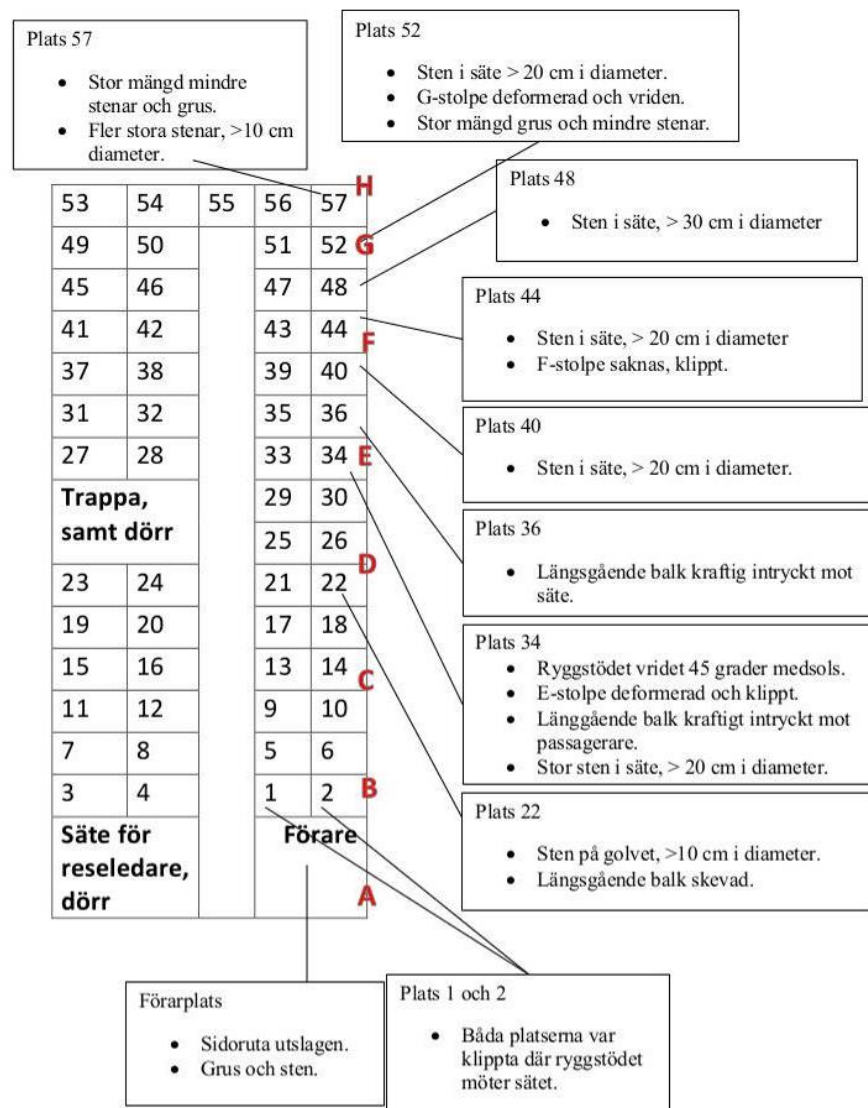 Plats 57
• Stor mängd mindre
stenar och grus.
• Fler stora stenar, >10 cm
diameter.
Plats 52
• Sten i säte > 20 cm i diameter.
• G-stolpe deformerad och vriden.
• Stor mängd grus och mindre stenar.
Plats 48
• Sten i säte, > 30 cm i diameter
Plats 44
• Sten i säte, > 20 cm i diameter
• F-stolpe saknas, klippt.
Plats 40
• Sten i säte, > 20 cm i diameter.
Plats 36
• Längsgående balk kraftig intryckt mot
säte.
Plats 34
• Ryggstödet vridet 45 grader medsols.
• E-stolpe deformerad och klippt.
• Länggående balk kraftigt intryckt mot
passagerare.
• Stor sten i säte, > 20 cm i diameter.
Plats 22
• Sten på golvet, >10 cm i diameter.
• Längsgående balk skevad.
H
53 54 55 56 57
49 50 51 52 G
45 46 47 48
41 42 43 44
F
37 38 39 40
31 32 35 36
27 28 33 34 E
Trappa,
samt dörr
29 30
25 26
D
23 24 21 22
19 20 17 18
15 16 13 14
C
11 12 9 10
7 8 5 6
3 4 1 2 B
Säte för
reseledare,
dörr
Förare
A
Förarplats
• Sidoruta utslagen.
• Grus och sten.
Plats 1 och 2
• Båda platserna var
klippta där ryggstödet
möter sätet.